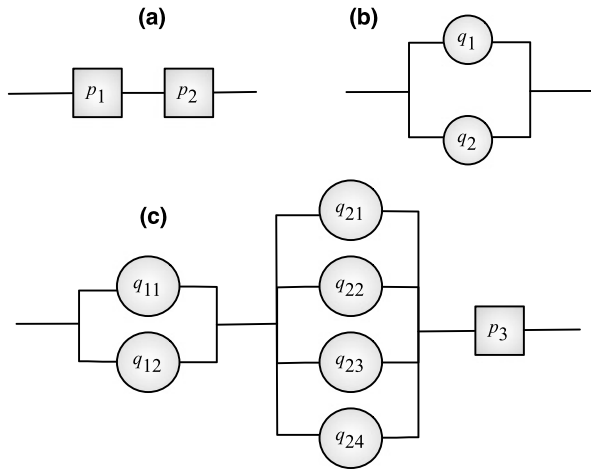 (a)
p₁ p₂
(b)
q₁
q₂
(c)
q₁₁
q₁₂
q₂₁
q₂₂
q₂₃
q₂₄
p₃